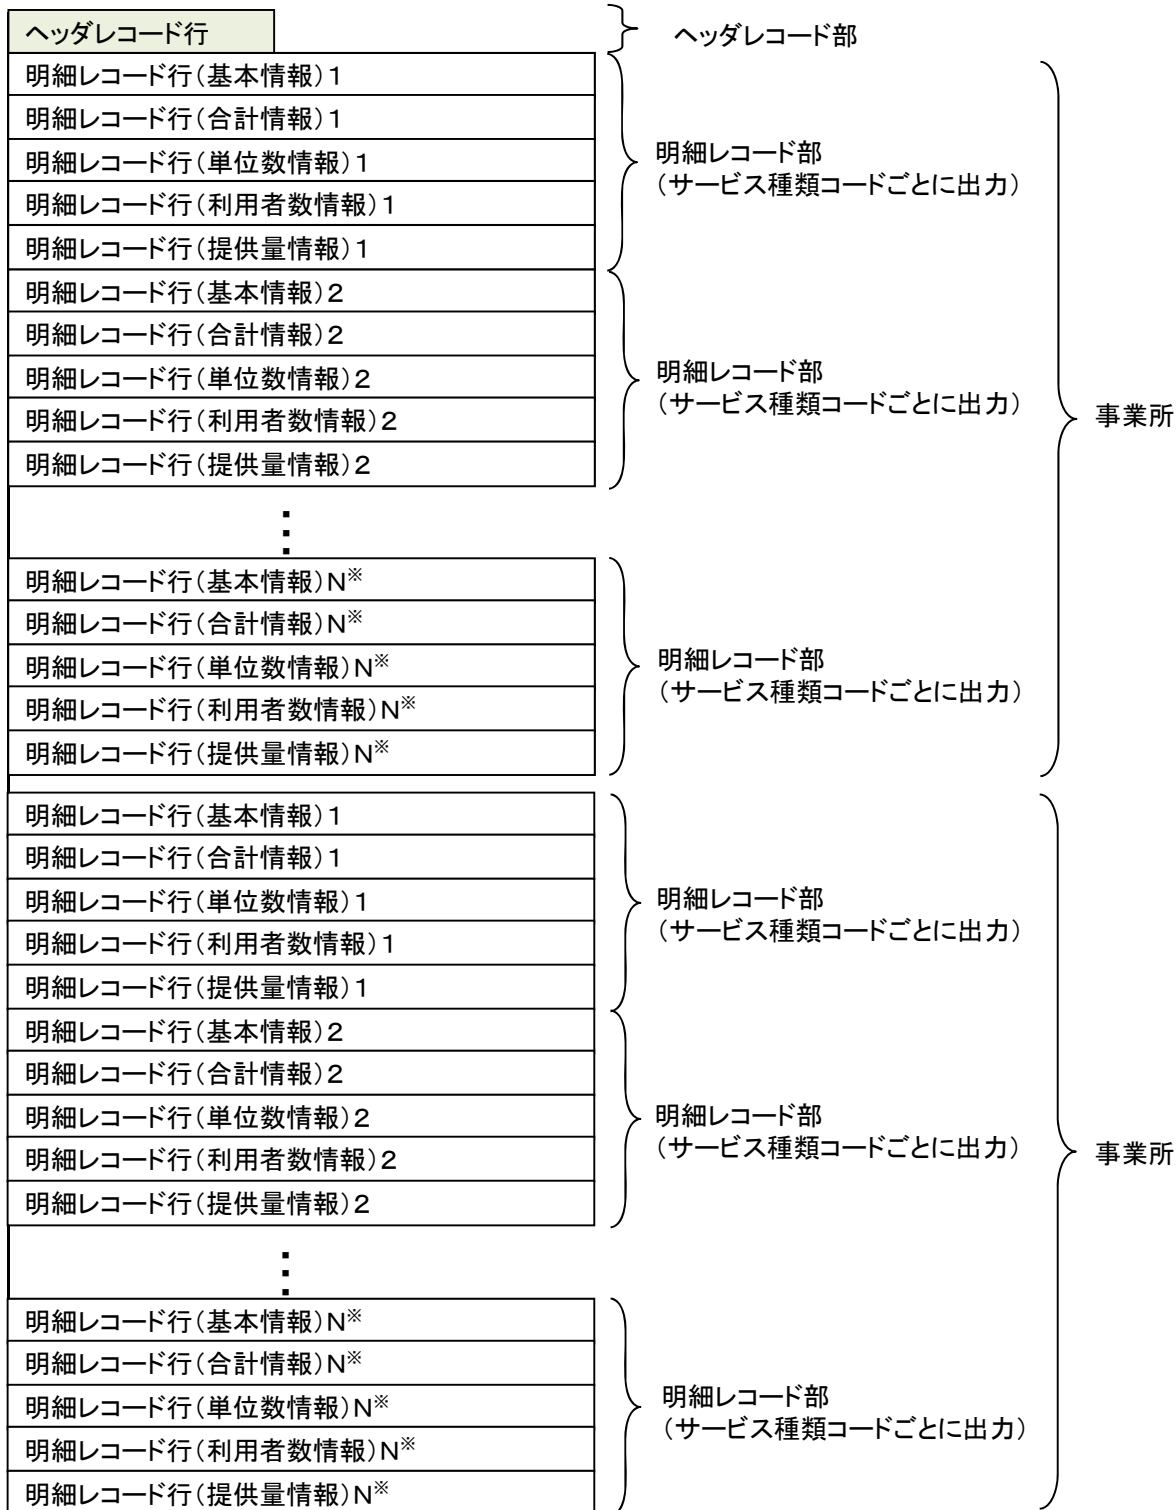 ヘッダレコード行
ヘッダレコード部
明細レコード行(基本情報)1
明細レコード行(合計情報)1
明細レコード行(単位数情報)1
明細レコード行(利用者数情報)1
明細レコード行(提供量情報)1
明細レコード部
(サービス種類コードごとに出力)
明細レコード行(基本情報)2
明細レコード行(合計情報)2
明細レコード行(単位数情報)2
明細レコード行(利用者数情報)2
明細レコード行(提供量情報)2
明細レコード部
(サービス種類コードごとに出力)
事業所
⋮
明細レコード行(基本情報)N※
明細レコード行(合計情報)N※
明細レコード行(単位数情報)N※
明細レコード行(利用者数情報)N※
明細レコード行(提供量情報)N※
明細レコード部
(サービス種類コードごとに出力)
明細レコード行(基本情報)1
明細レコード行(合計情報)1
明細レコード行(単位数情報)1
明細レコード行(利用者数情報)1
明細レコード行(提供量情報)1
明細レコード部
(サービス種類コードごとに出力)
明細レコード行(基本情報)2
明細レコード行(合計情報)2
明細レコード行(単位数情報)2
明細レコード行(利用者数情報)2
明細レコード行(提供量情報)2
明細レコード部
(サービス種類コードごとに出力)
事業所
⋮
明細レコード行(基本情報)N※
明細レコード行(合計情報)N※
明細レコード行(単位数情報)N※
明細レコード行(利用者数情報)N※
明細レコード行(提供量情報)N※
明細レコード部
(サービス種類コードごとに出力)